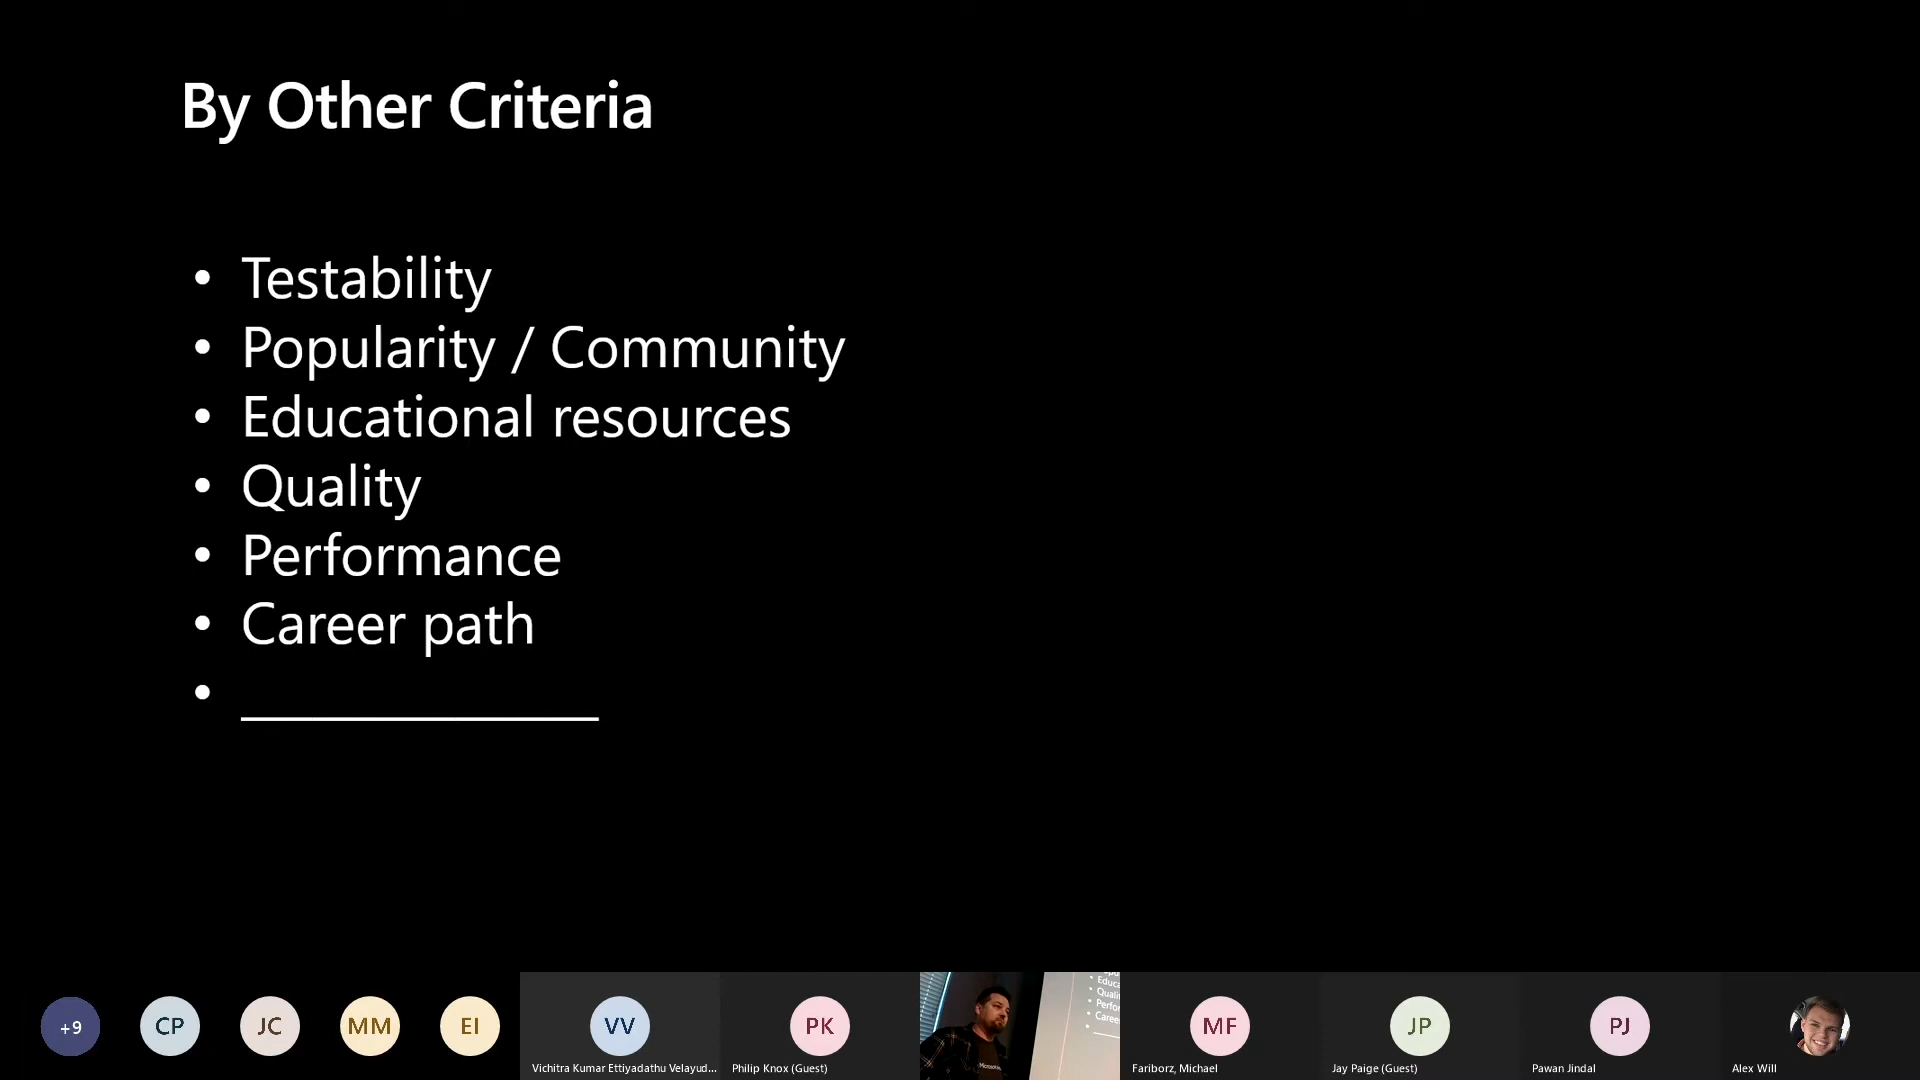 By Other Criteria
• Testability
• Popularity / Community
• Educational resources
• Quality
• Performance
• Career path
• ______________
+9
CP
JC
MM
EI
VV
Vichitra Kumar Ettiyadathu Velayud...
PK
Philip Knox (Guest)
MF
Fariborz, Michael
JP
Jay Paige (Guest)
PJ
Pawan Jindal
Alex Will